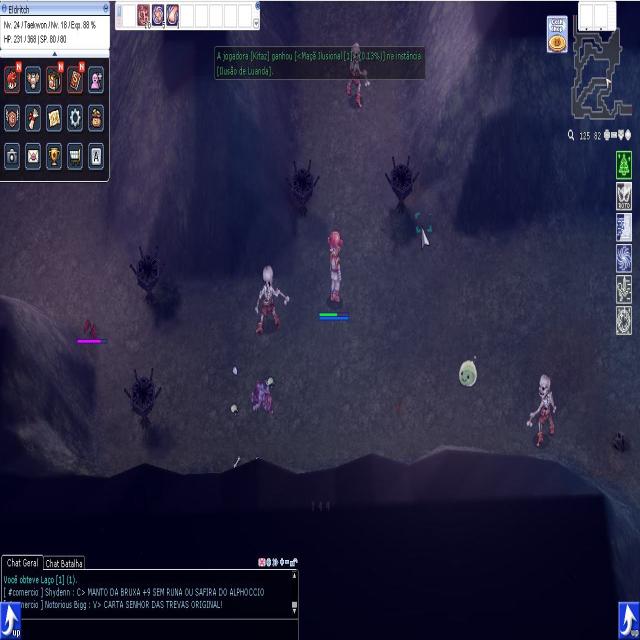 Eldritch
Nv. 24 / Taekwon / Nv. 18 / Exp. 88 %
HP. 231 / 368 | SP. 80 / 80
A jogadora [Kitaz] ganhou [<Maçã Ilusional [1]> (0.13%)] na instância
[Ilusão de Luanda].
125 82
Chat Geral Chat Batalha
Você obteve Laço [1] (1).
[ #comercio ] Shydenn : C> MANTO DA BRUXA +9 SEM RUNA OU SAFIRA DO ALPHOCCIO
comercio ] Notorious Bigg : V> CARTA SENHOR DAS TREVAS ORIGINAL!
up
up